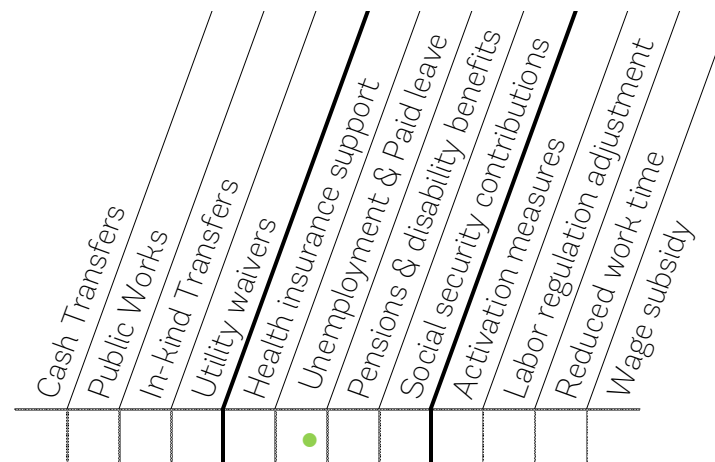 Cash Transfers
Public Works
In-kind Transfers
Utility waivers
Health insurance support
Unemployment & Paid leave
Pensions & disability benefits
Social security contributions
Activation measures
Labor regulation adjustment
Reduced work time
Wage subsidy